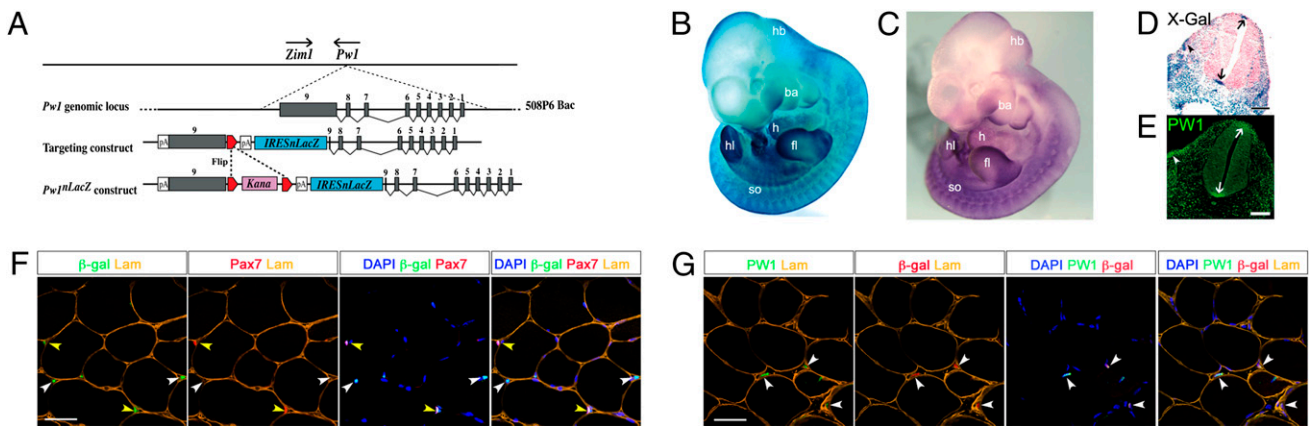 A
Zim1 Pw1
Pw1 genomic locus
9 8 7 6 5 4 3 2 1
508P6 Bac
Targeting construct
pA 9 pA IRESnLacZ 9 8 7 6 5 4 3 2 1
Flip
Pw1nLacZ construct
pA 9 Kana pA IRESnLacZ 9 8 7 6 5 4 3 2 1
B
hb
ba
h
hl
fl
so
C
hb
ba
h
hl
fl
so
D
X-Gal
E
PW1
F
β-gal Lam
Pax7 Lam
DAPI β-gal Pax7
DAPI β-gal Pax7 Lam
G
PW1 Lam
β-gal Lam
DAPI PW1 β-gal
DAPI PW1 β-gal Lam